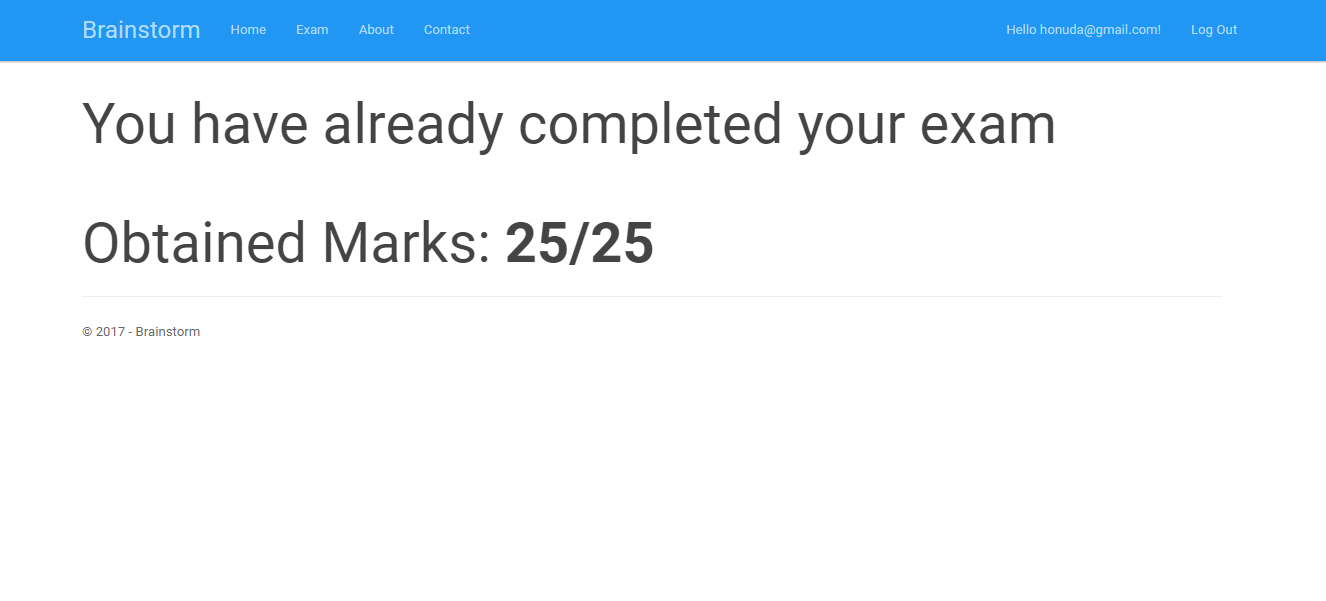 Brainstorm Home Exam About Contact Hello honuda@gmail.com! Log Out
You have already completed your exam
Obtained Marks: 25/25
© 2017 - Brainstorm